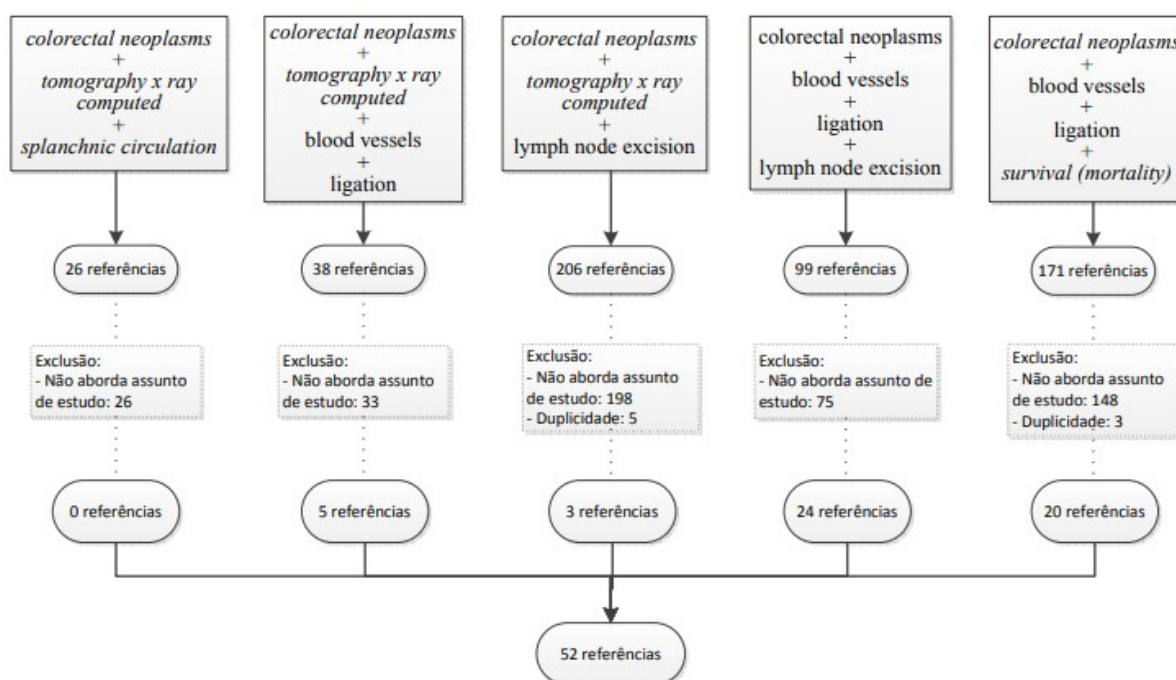 colorectal neoplasms
+
tomography x ray
computed
+
splanchnic circulation
colorectal neoplasms
+
tomography x ray
computed
+
blood vessels
+
ligation
colorectal neoplasms
+
tomography x ray
computed
+
lymph node excision
colorectal neoplasms
+
blood vessels
+
ligation
+
lymph node excision
colorectal neoplasms
+
blood vessels
+
ligation
+
survival (mortality)
26 referências
38 referências
206 referências
99 referências
171 referências
Exclusão:
- Não aborda assunto
de estudo: 26
Exclusão:
- Não aborda assunto
de estudo: 33
Exclusão:
- Não aborda assunto
de estudo: 198
- Duplicidade: 5
Exclusão:
- Não aborda assunto de
estudo: 75
Exclusão:
- Não aborda assunto
de estudo: 148
- Duplicidade: 3
0 referências
5 referências
3 referências
24 referências
20 referências
52 referências